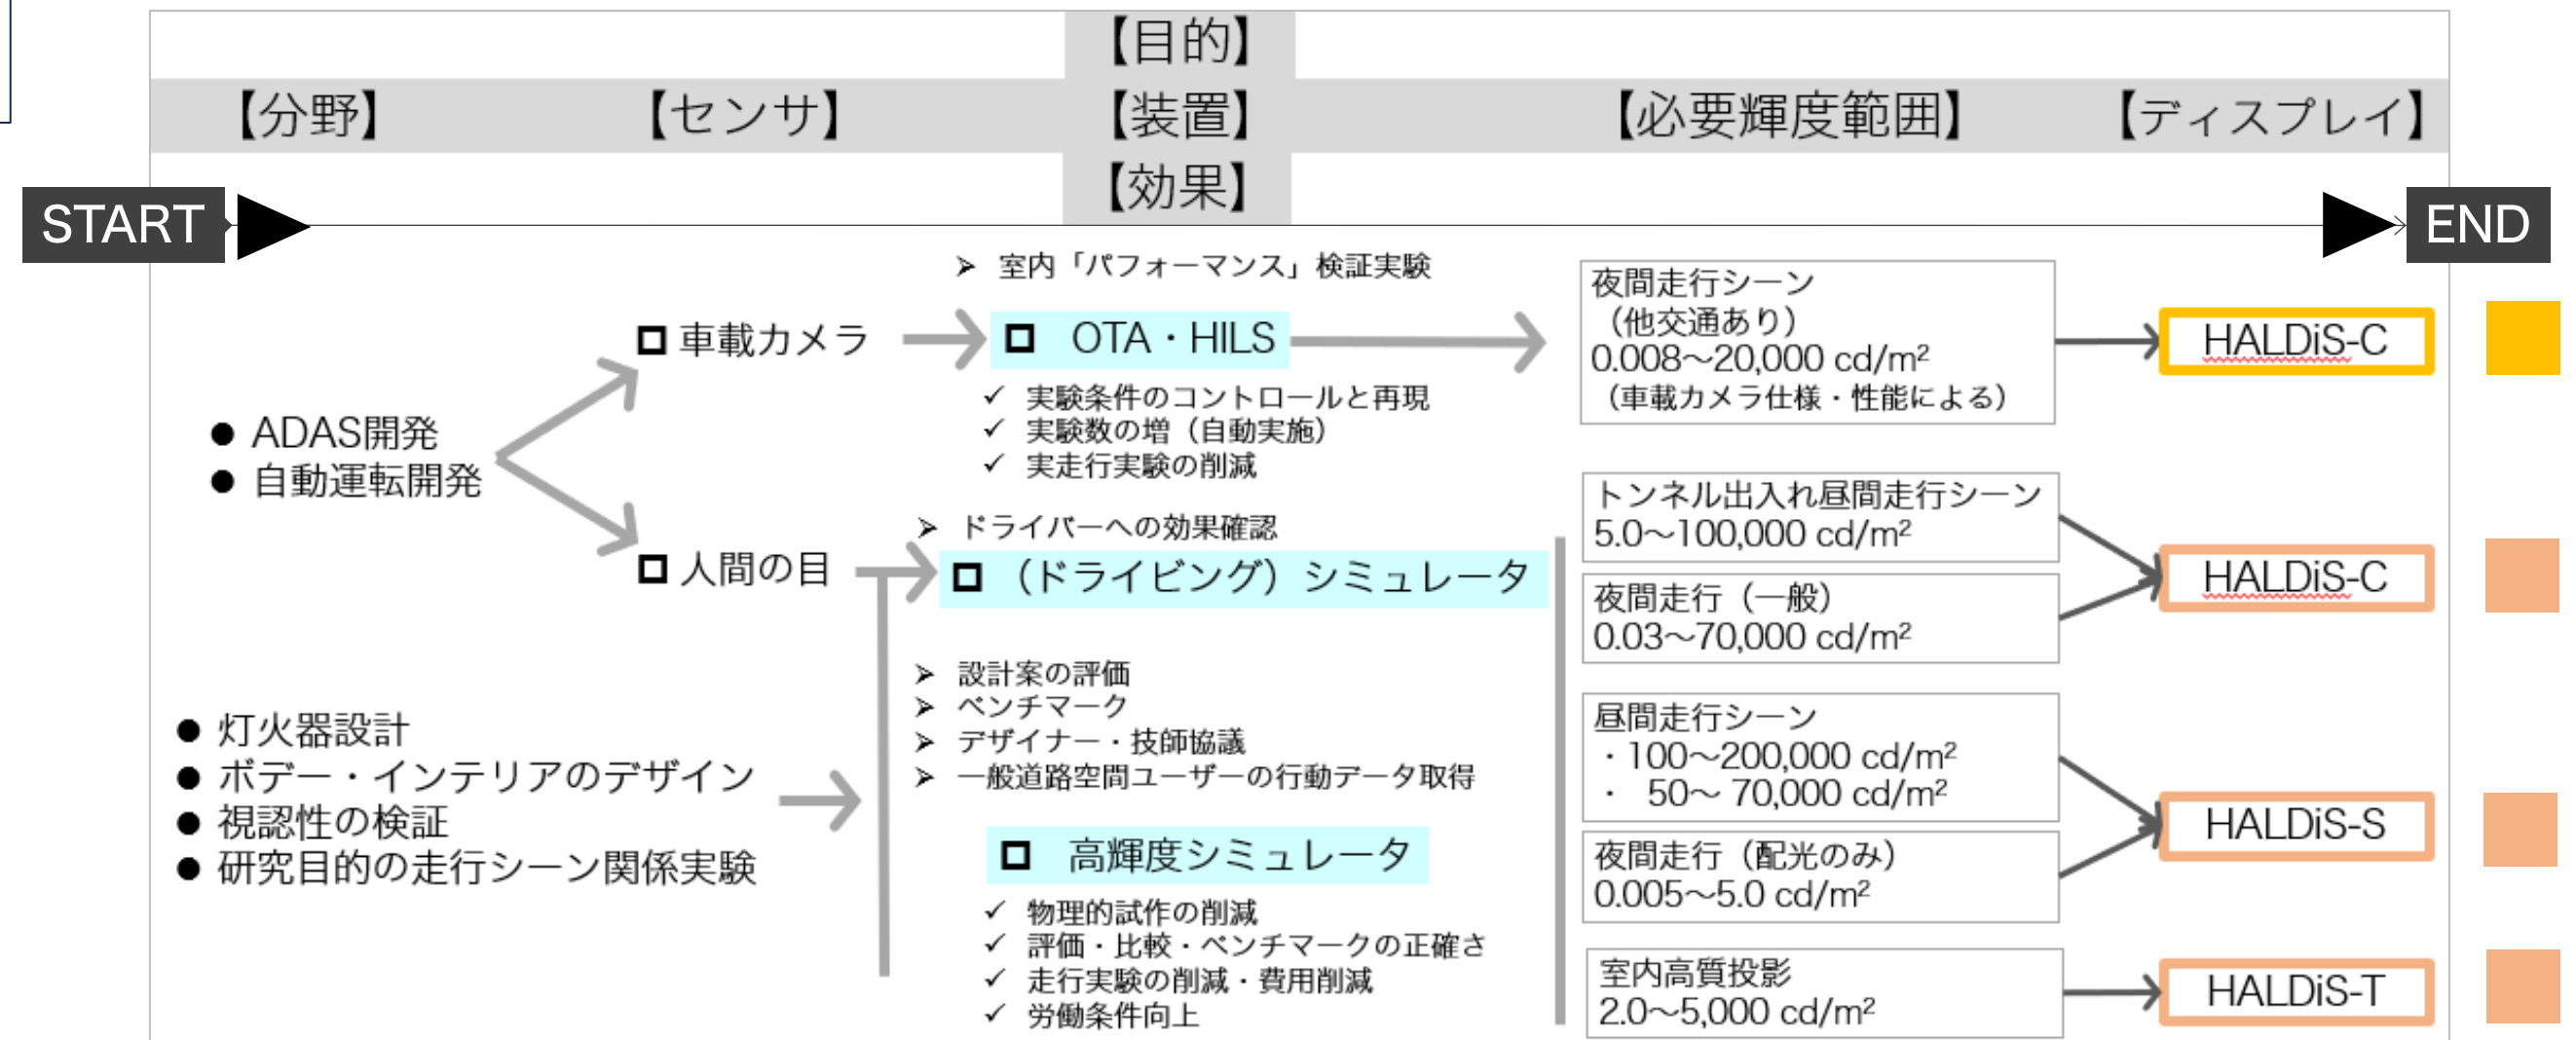 【目的】
【分野】 【センサ】 【装置】 【必要輝度範囲】 【ディスプレイ】
【効果】
START
END
● ADAS開発
● 自動運転開発
車載カメラ
人間の目
➢ 室内「パフォーマンス」検証実験
OTA・HILS
✓ 実験条件のコントロールと再現
✓ 実験数の増（自動実施）
✓ 実走行実験の削減
夜間走行シーン
（他交通あり）
0.008～20,000 cd/m²
（車載カメラ仕様・性能による）
HALDiS-C
➢ ドライバーへの効果確認
（ドライビング）シミュレータ
トンネル出入れ昼間走行シーン
5.0～100,000 cd/m²
夜間走行（一般）
0.03～70,000 cd/m²
HALDiS-C
● 灯火器設計
● ボデー・インテリアのデザイン
● 視認性の検証
● 研究目的の走行シーン関係実験
➢ 設計案の評価
➢ ベンチマーク
➢ デザイナー・技師協議
➢ 一般道路空間ユーザーの行動データ取得
高輝度シミュレータ
✓ 物理的試作の削減
✓ 評価・比較・ベンチマークの正確さ
✓ 走行実験の削減・費用削減
✓ 労働条件向上
昼間走行シーン
・100～200,000 cd/m²
・ 50～ 70,000 cd/m²
夜間走行（配光のみ）
0.005～5.0 cd/m²
HALDiS-S
室内高質投影
2.0～5,000 cd/m²
HALDiS-T